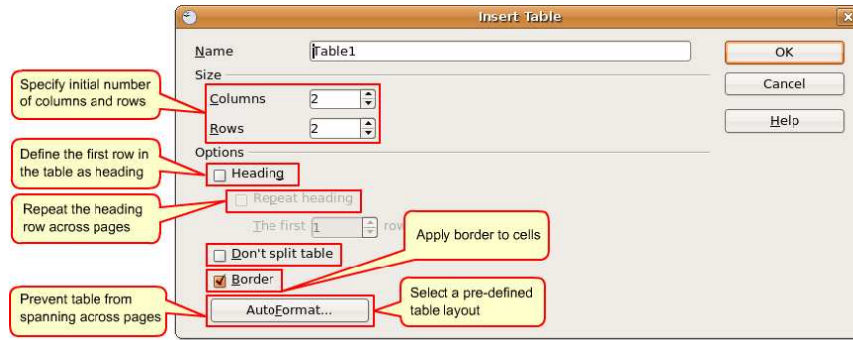 Insert Table
Name
Table1
OK
Size
Cancel
Specify initial number
of columns and rows
Columns
2
Rows
2
Help
Options
Define the first row in
the table as heading
Heading
Repeat the heading
row across pages
Repeat heading
The first 1 row
Apply border to cells
Don't split table
Border
Prevent table from
spanning across pages
AutoFormat...
Select a pre-defined
table layout